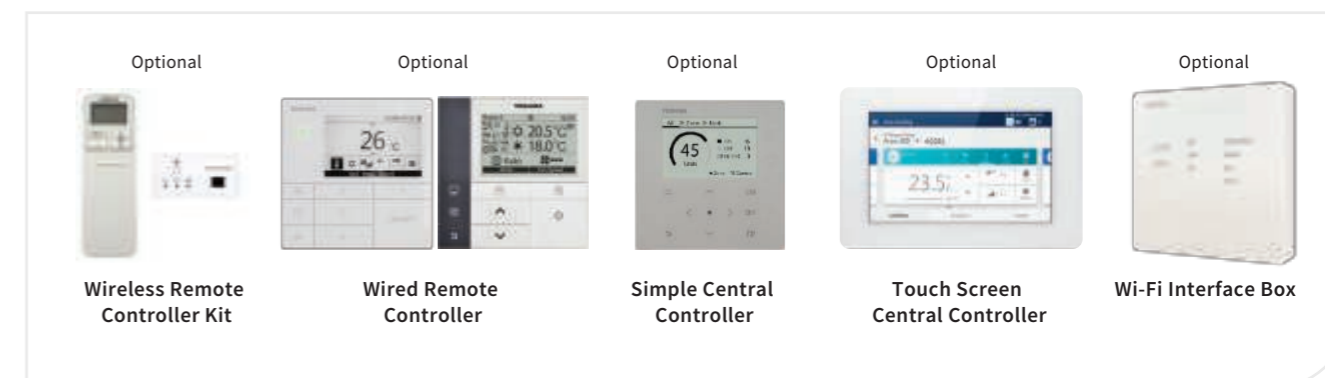 Optional
Optional
Optional
Optional
Optional
26 °C
TOSHIBA
20.5°C
18.0°C
45
23.5
Wireless Remote
Controller Kit
Wired Remote
Controller
Simple Central
Controller
Touch Screen
Central Controller
Wi-Fi Interface Box